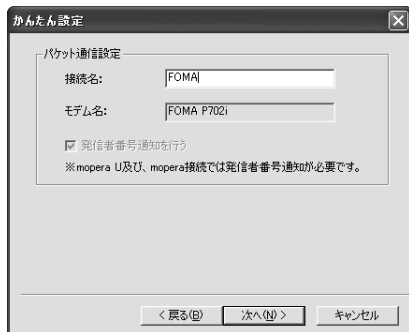 かんたん設定
パケット通信設定
接続名: FOMA
モデム名: FOMA P702i
発信者番号通知を行う
※mopera U及び、mopera接続では発信者番号通知が必要です。
< 戻る(B) 次へ(N) > キャンセル